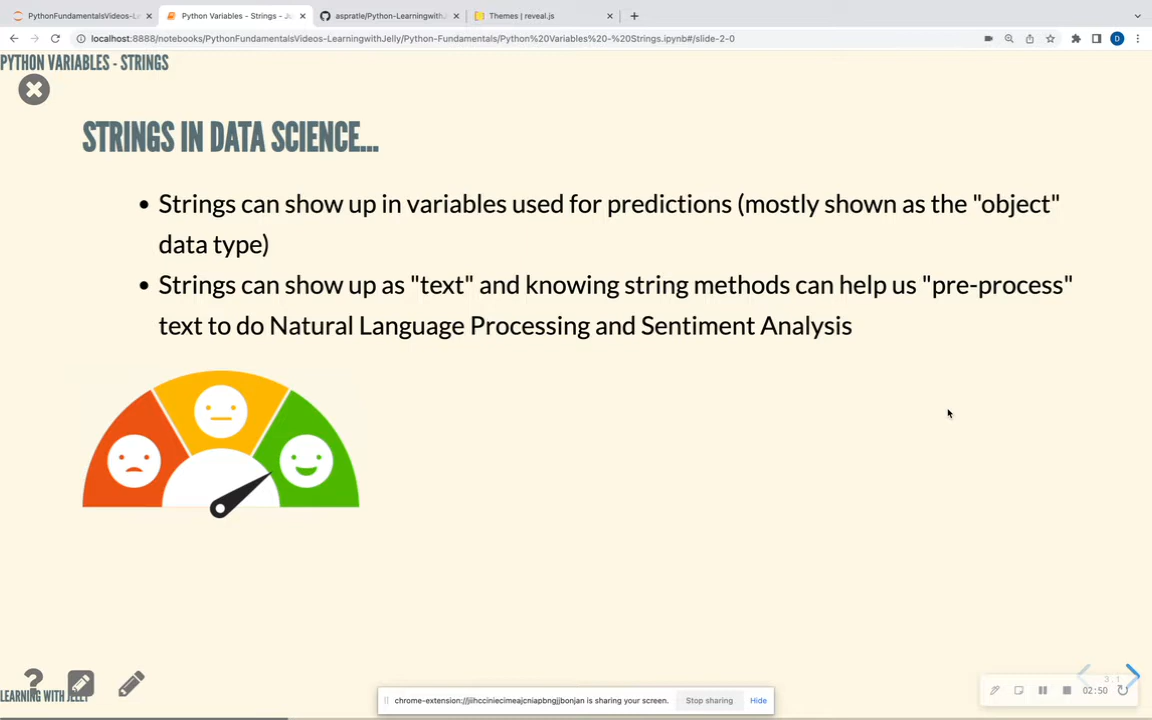 PythonFundamentalsVideos-L
Python Variables - Strings - J
aspratle/Python-LearningwithJ
Themes | reveal.js
localhost:8888/notebooks/PythonFundamentalsVideos-LearningwithJelly/Python-Fundamentals/Python%20Variables%20-%20Strings.ipynb#/slide-2-0
D
PYTHON VARIABLES - STRINGS
STRINGS IN DATA SCIENCE...
• Strings can show up in variables used for predictions (mostly shown as the "object"
data type)
• Strings can show up as "text" and knowing string methods can help us "pre-process"
text to do Natural Language Processing and Sentiment Analysis
?
LEARNING WITH JELLY
3.1
chrome-extension://jiihcciniecimeajcniapbngjjbonjan is sharing your screen.
Stop sharing
Hide
02:50